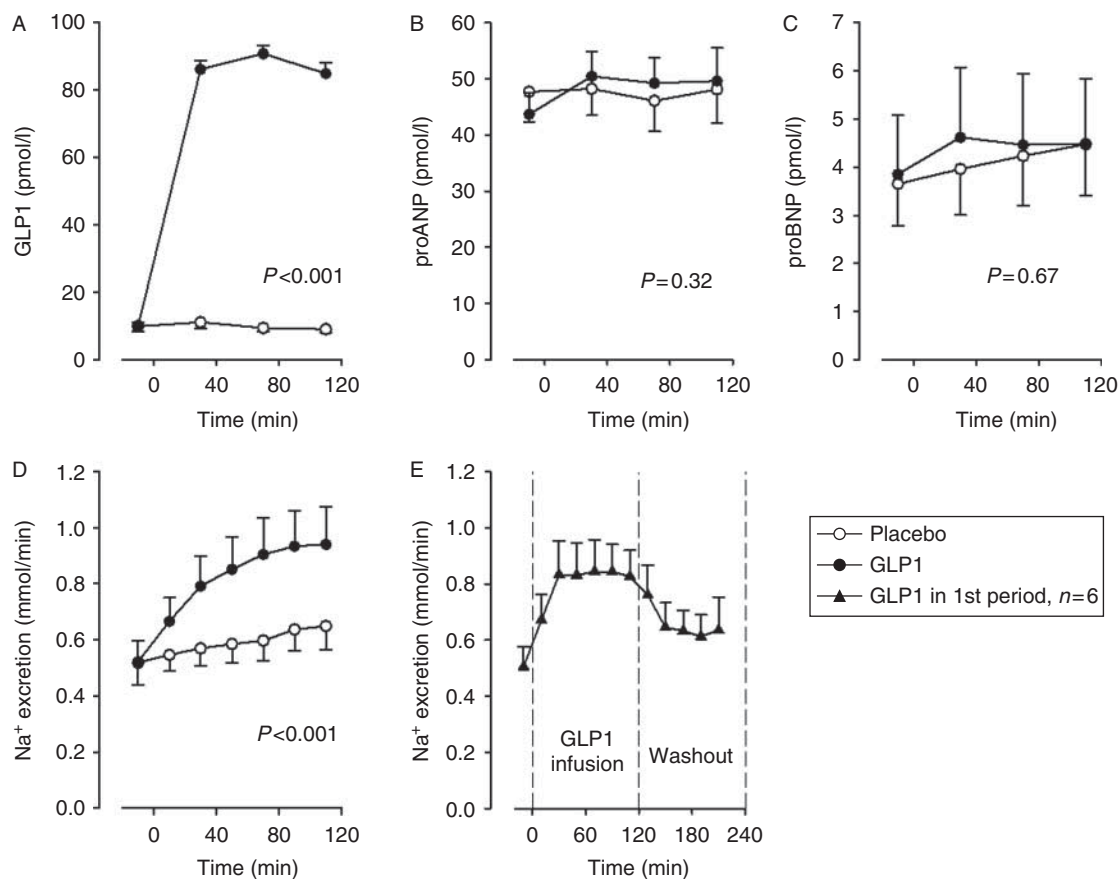 A
GLP1 (pmol/l)
100
80
60
40
20
0
P<0.001
0 40 80 120
Time (min)
B
proANP (pmol/l)
60
50
40
30
20
10
0
P=0.32
0 40 80 120
Time (min)
C
proBNP (pmol/l)
7
6
5
4
3
2
1
0
P=0.67
0 40 80 120
Time (min)
D
Na+ excretion (mmol/min)
1.2
1.0
0.8
0.6
0.4
0.2
0.0
P<0.001
0 40 80 120
Time (min)
E
Na+ excretion (mmol/min)
1.2
1.0
0.8
0.6
0.4
0.2
0.0
GLP1
infusion
Washout
0 60 120 180 240
Time (min)
Placebo
GLP1
GLP1 in 1st period, n=6